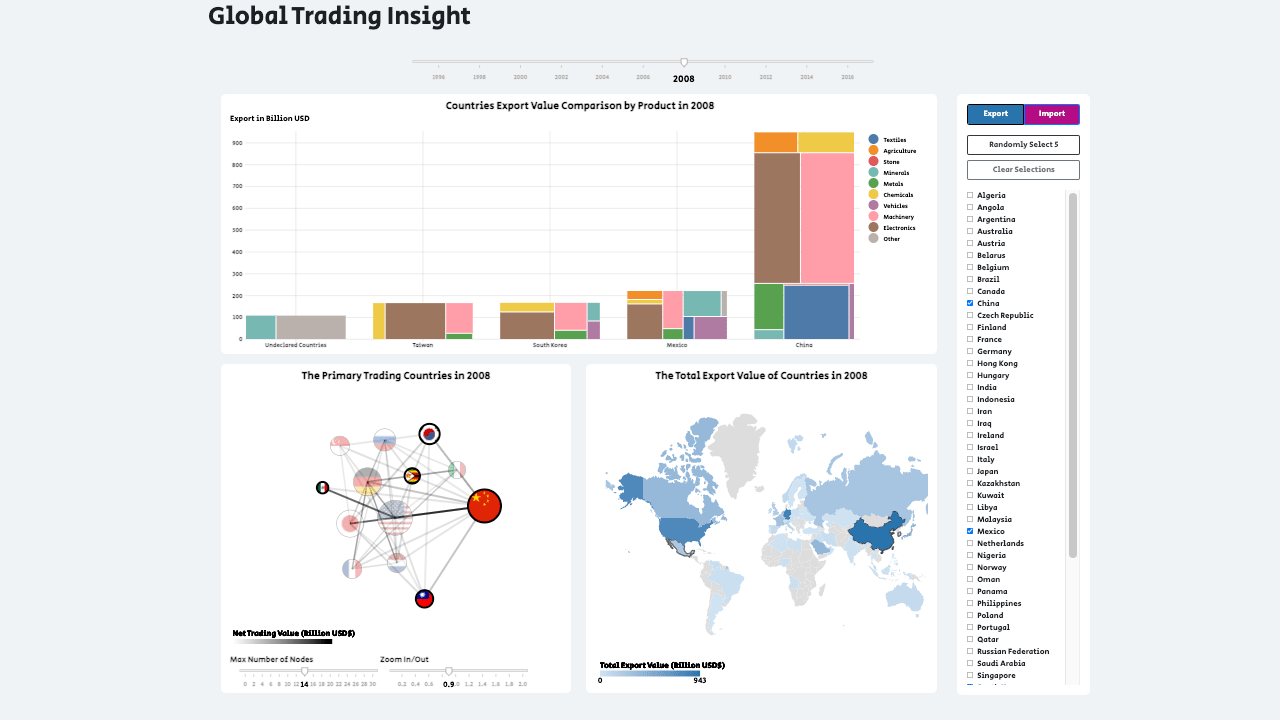 Global Trading Insight
1996 1998 2000 2002 2004 2006 2008 2010 2012 2014 2016
Countries Export Value Comparison by Product in 2008
Export in Billion USD
900
800
700
600
500
400
300
200
100
0
Undeclared Countries Taiwan South Korea Mexico China
Textiles
Agriculture
Stone
Minerals
Metals
Chemicals
Vehicles
Machinery
Electronics
Other
Export Import
Randomly Select 5
Clear Selections
Algeria
Angola
Argentina
Australia
Austria
Belarus
Belgium
Brazil
Canada
China
Czech Republic
Finland
France
Germany
Hong Kong
Hungary
India
Indonesia
Iran
Iraq
Ireland
Israel
Italy
Japan
Kazakhstan
Kuwait
Libya
Malaysia
Mexico
Netherlands
Nigeria
Norway
Oman
Panama
Philippines
Poland
Portugal
Qatar
Russian Federation
Saudi Arabia
Singapore
The Primary Trading Countries in 2008
Net Trading Value (Billion USD$)
Max Number of Nodes Zoom In/Out
0 2 4 6 8 10 12 14 16 18 20 22 24 26 28 30
0.2 0.4 0.6 0.9 1.2 1.4 1.6 1.8 2.0
The Total Export Value of Countries in 2008
Total Export Value (Billion USD$)
0 943